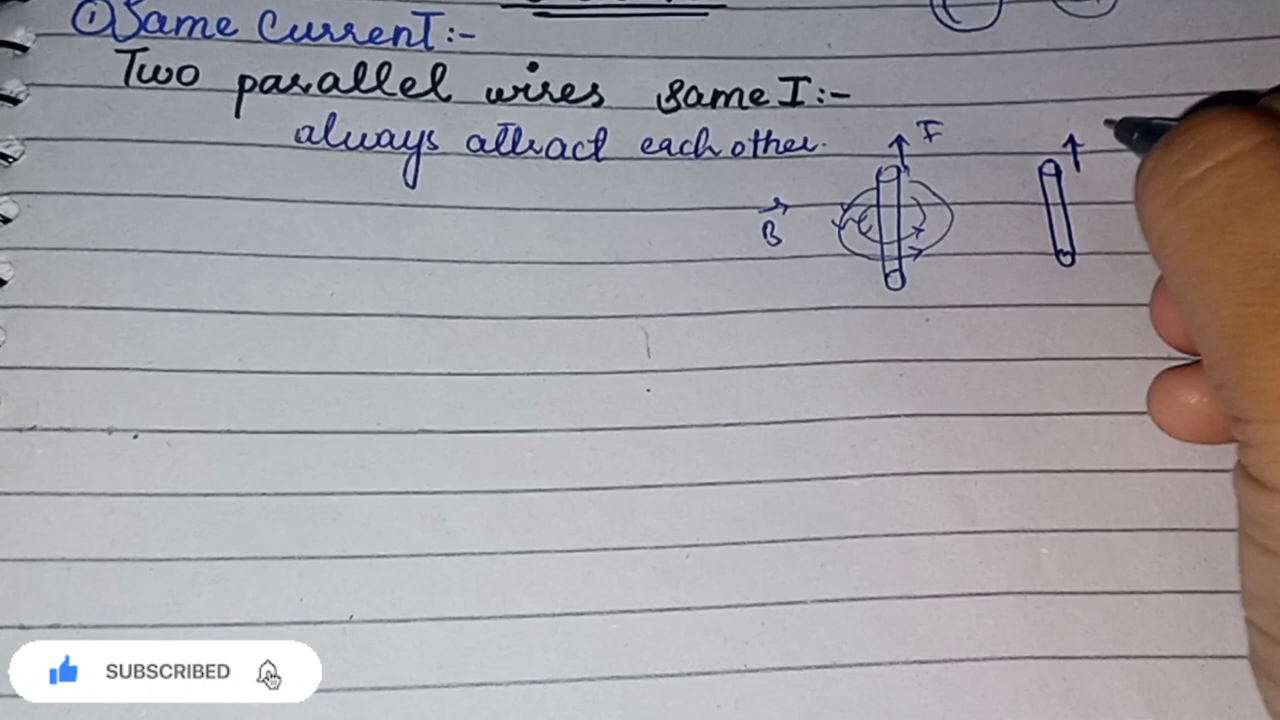 ① Same Current:-
Two parallel wires same I:-
always attract each other.
I
B
SUBSCRIBED